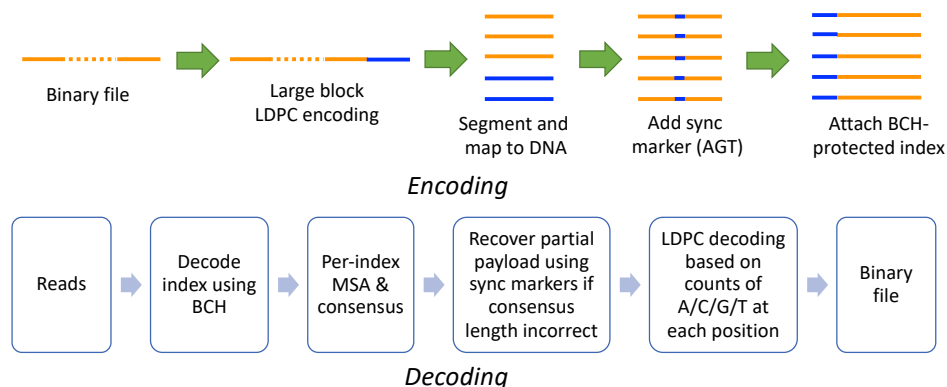 Binary file
Large block
LDPC encoding
Segment and
map to DNA
Add sync
marker (AGT)
Attach BCH-
protected index
Encoding
Reads
Decode
index using
BCH
Per-index
MSA &
consensus
Recover partial
payload using
sync markers if
consensus
length incorrect
LDPC decoding
based on
counts of
A/C/G/T at
each position
Binary
file
Decoding